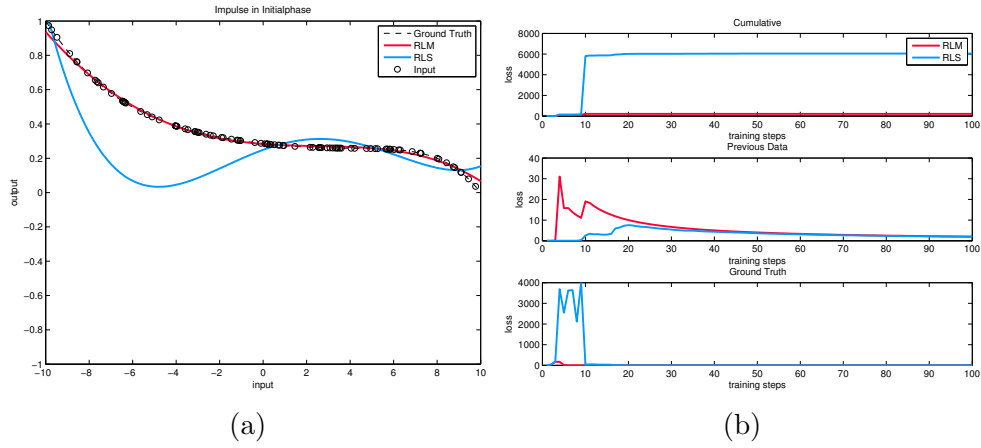 Impulse in Initialphase
1
0.8
0.6
0.4
0.2
0
−0.2
−0.4
−0.6
−0.8
−1
output
−10 −8 −6 −4 −2 0 2 4 6 8 10
input
Ground Truth
RLM
RLS
Input
(a)
Cumulative
8000
6000
4000
2000
0
loss
0 10 20 30 40 50 60 70 80 90 100
training steps
RLM
RLS
Previous Data
40
30
20
10
0
loss
0 10 20 30 40 50 60 70 80 90 100
training steps
Ground Truth
4000
3000
2000
1000
0
loss
0 10 20 30 40 50 60 70 80 90 100
training steps
(b)